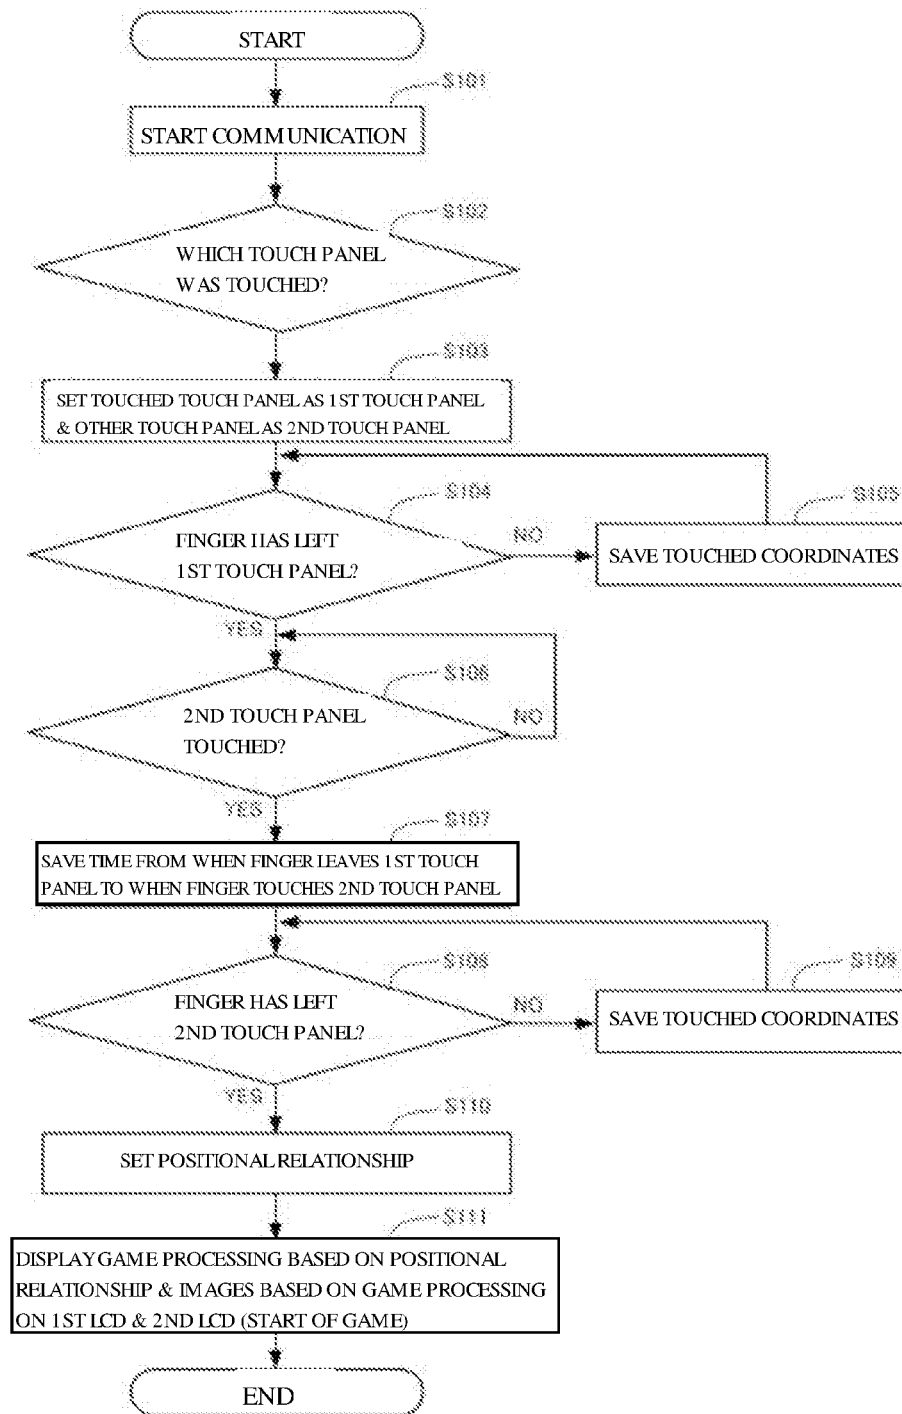 START
S101
START COMMUNICATION
S102
WHICH TOUCH PANEL
WAS TOUCHED?
S103
SET TOUCHED TOUCH PANEL AS 1ST TOUCH PANEL
& OTHER TOUCH PANEL AS 2ND TOUCH PANEL
S104
S105
FINGER HAS LEFT
1ST TOUCH PANEL?
NO
SAVE TOUCHED COORDINATES
YES
S106
2ND TOUCH PANEL
TOUCHED?
NO
YES
S107
SAVE TIME FROM WHEN FINGER LEAVES 1ST TOUCH
PANEL TO WHEN FINGER TOUCHES 2ND TOUCH PANEL
S108
S109
FINGER HAS LEFT
2ND TOUCH PANEL?
NO
SAVE TOUCHED COORDINATES
YES
S110
SET POSITIONAL RELATIONSHIP
S111
DISPLAY GAME PROCESSING BASED ON POSITIONAL
RELATIONSHIP & IMAGES BASED ON GAME PROCESSING
ON 1ST LCD & 2ND LCD (START OF GAME)
END